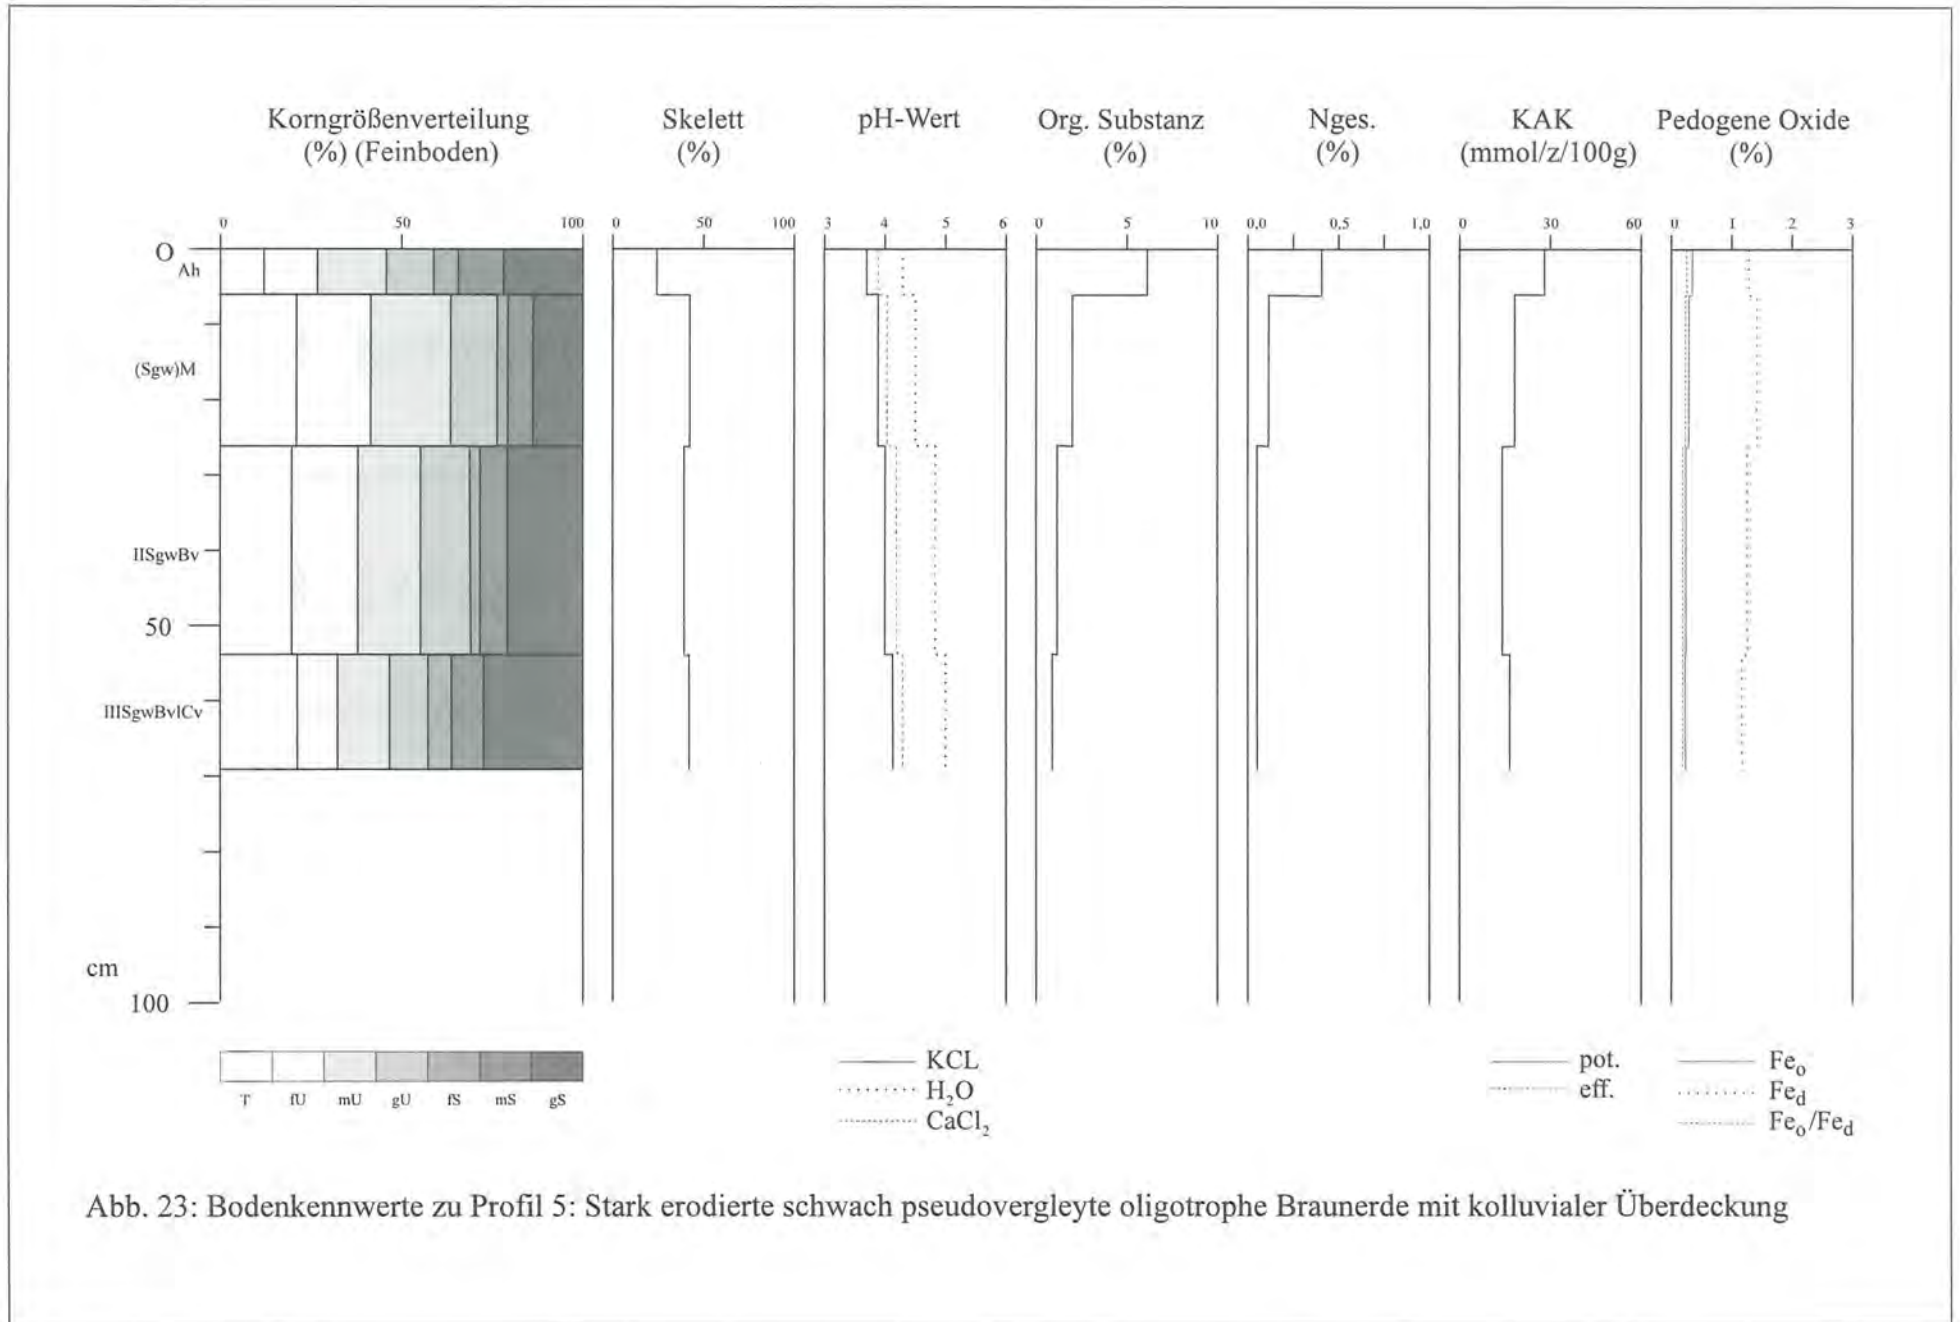 Korngrößenverteilung
(%) (Feinboden)
Skelett
(%)
pH-Wert
Org. Substanz
(%)
Nges.
(%)
KAK
(mmol/z/100g)
Pedogene Oxide
(%)
0 50 100
0 50 100
3 4 5 6
0 5 10
0.0 0.5 1.0
0 30 60
0 1 2 3
O
Ah
(Sgw)M
IISgwBv
50
IIISgwBvlCv
cm
100
T fU mU gU fS mS gS
KCL
H₂O
CaCl₂
pot.
eff.
Feo
Fed
Feo/Fed
Abb. 23: Bodenkennwerte zu Profil 5: Stark erodierte schwach pseudovergleyte oligotrophe Braunerde mit kolluvialer Überdeckung